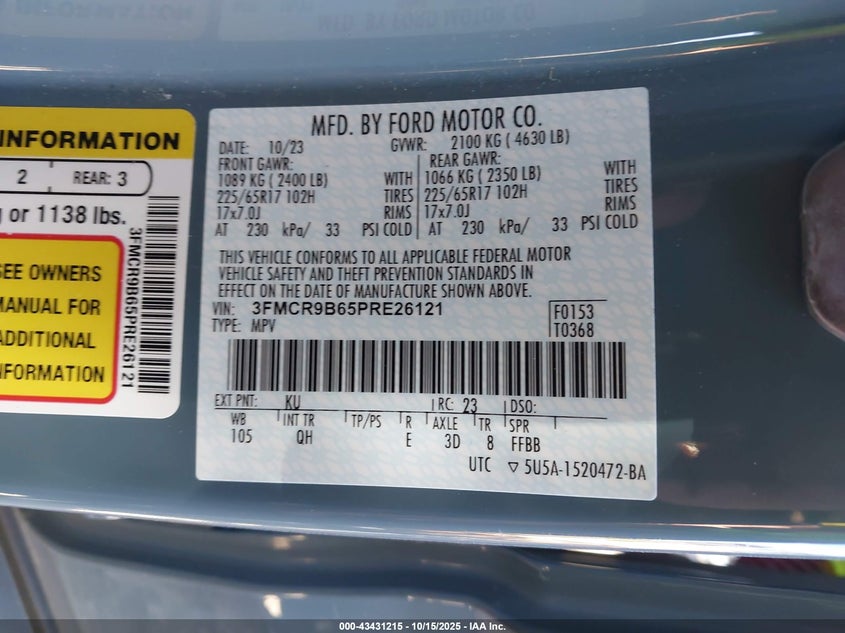 INFORMATION
2 REAR: 3
g or 1138 lbs.
SEE OWNERS
MANUAL FOR
ADDITIONAL
INFORMATION
3FMCR9B65PRE26121
MFD. BY FORD MOTOR CO.
DATE: 10/23 GVWR: 2100 KG ( 4630 LB)
FRONT GAWR: REAR GAWR:
1089 KG ( 2400 LB) WITH 1066 KG ( 2350 LB) WITH
225/65R17 102H TIRES 225/65R17 102H TIRES
17x7.0J RIMS 17x7.0J RIMS
AT 230 kPa/ 33 PSI COLD AT 230 kPa/ 33 PSI COLD
THIS VEHICLE CONFORMS TO ALL APPLICABLE FEDERAL MOTOR
VEHICLE SAFETY AND THEFT PREVENTION STANDARDS IN
EFFECT ON THE DATE OF MANUFACTURE SHOWN ABOVE.
VIN: 3FMCR9B65PRE26121 F0153
TYPE: MPV T0368
EXT PNT: KU RC: 23 DSO:
WB INT TR TP/PS R AXLE TR SPR
105 QH E 3D 8 FFBB
UTC ▽ 5U5A-1520472-BA
000-43431215 - 10/15/2025 - IAA Inc.